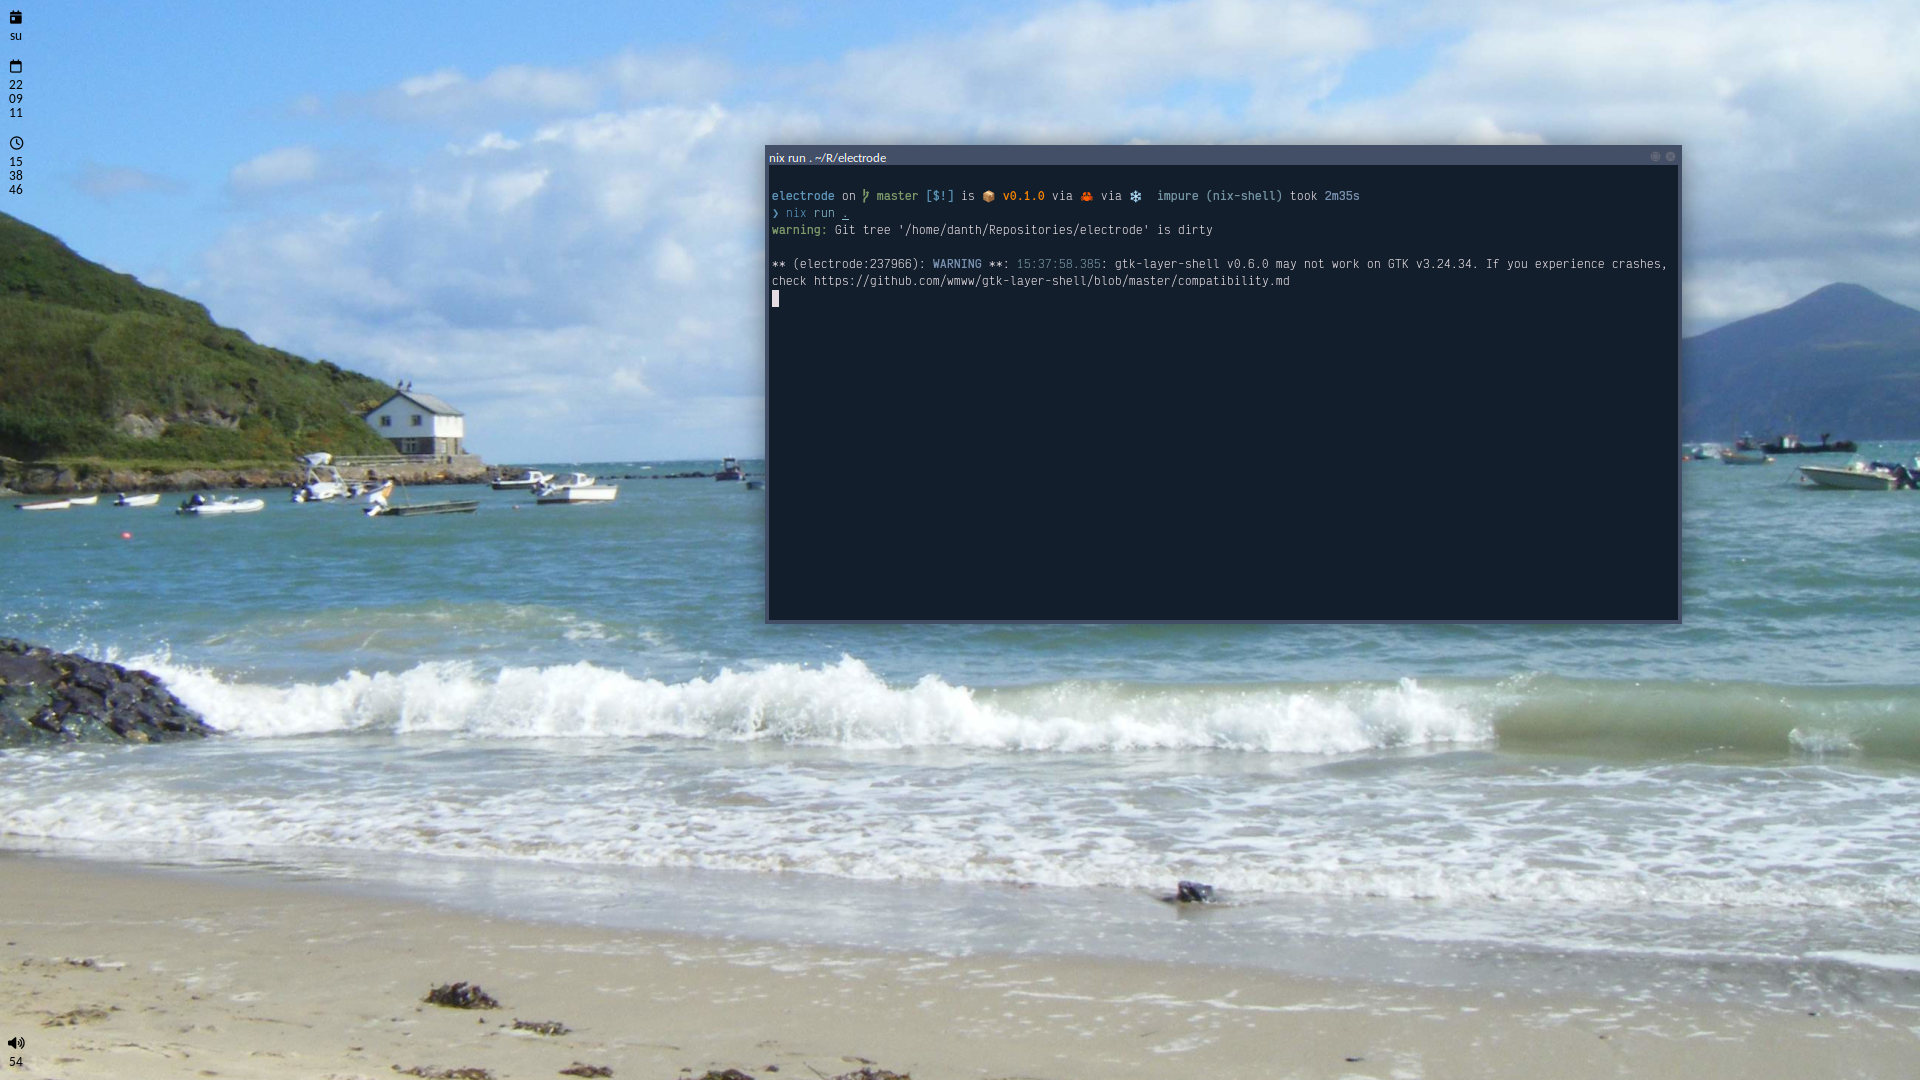 su
22
09
11
15
38
46
nix run . ~/R/electrode
electrode on master [$!] is 📦 v0.1.0 via 🦀 via ❄️ impure (nix-shell) took 2m35s
❯ nix run .
warning: Git tree '/home/danth/Repositories/electrode' is dirty
** (electrode:237966): WARNING **: 15:37:58.385: gtk-layer-shell v0.6.0 may not work on GTK v3.24.34. If you experience crashes,
check https://github.com/wmww/gtk-layer-shell/blob/master/compatibility.md
54